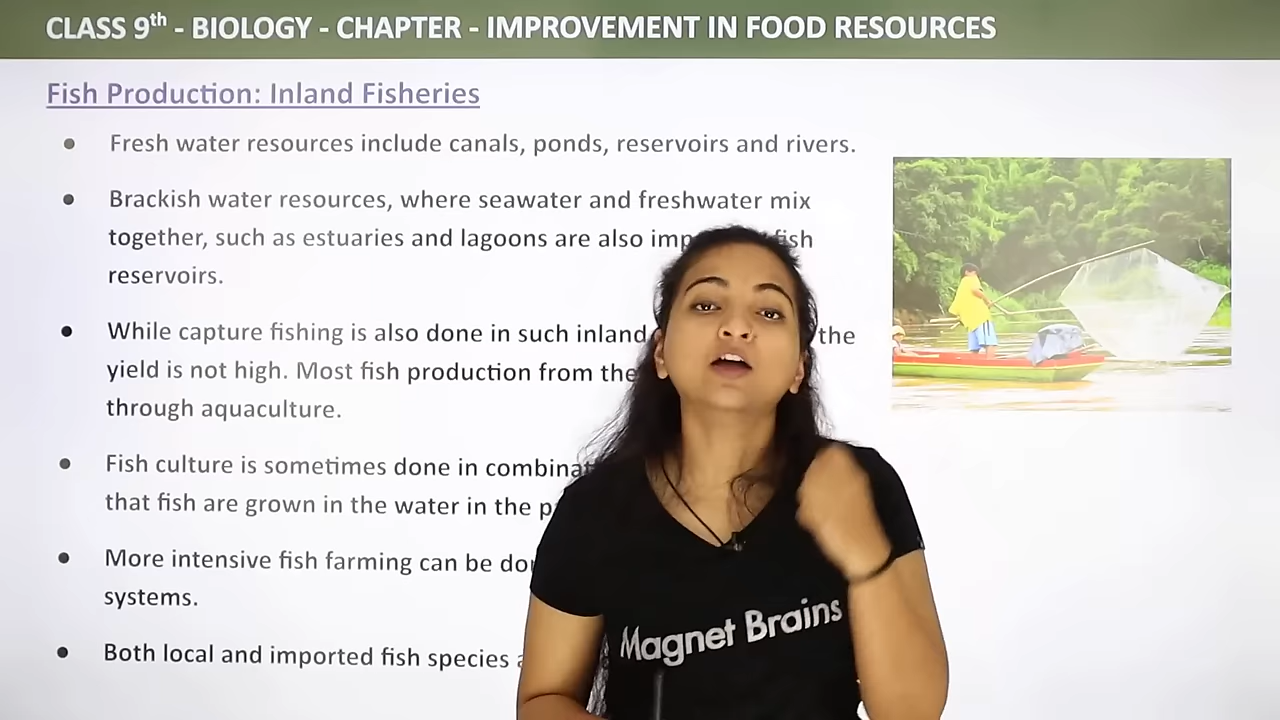 CLASS 9th - BIOLOGY - CHAPTER - IMPROVEMENT IN FOOD RESOURCES
Fish Production: Inland Fisheries
● Fresh water resources include canals, ponds, reservoirs and rivers.
● Brackish water resources, where seawater and freshwater mix
together, such as estuaries and lagoons are also fish
reservoirs.
● While capture fishing is also done in such inland the
yield is not high. Most fish production from
through aquaculture.
● Fish culture is sometimes done in
that fish are grown in the water in the
● More intensive fish farming can be
systems.
● Both local and imported fish species
Magnet Brains